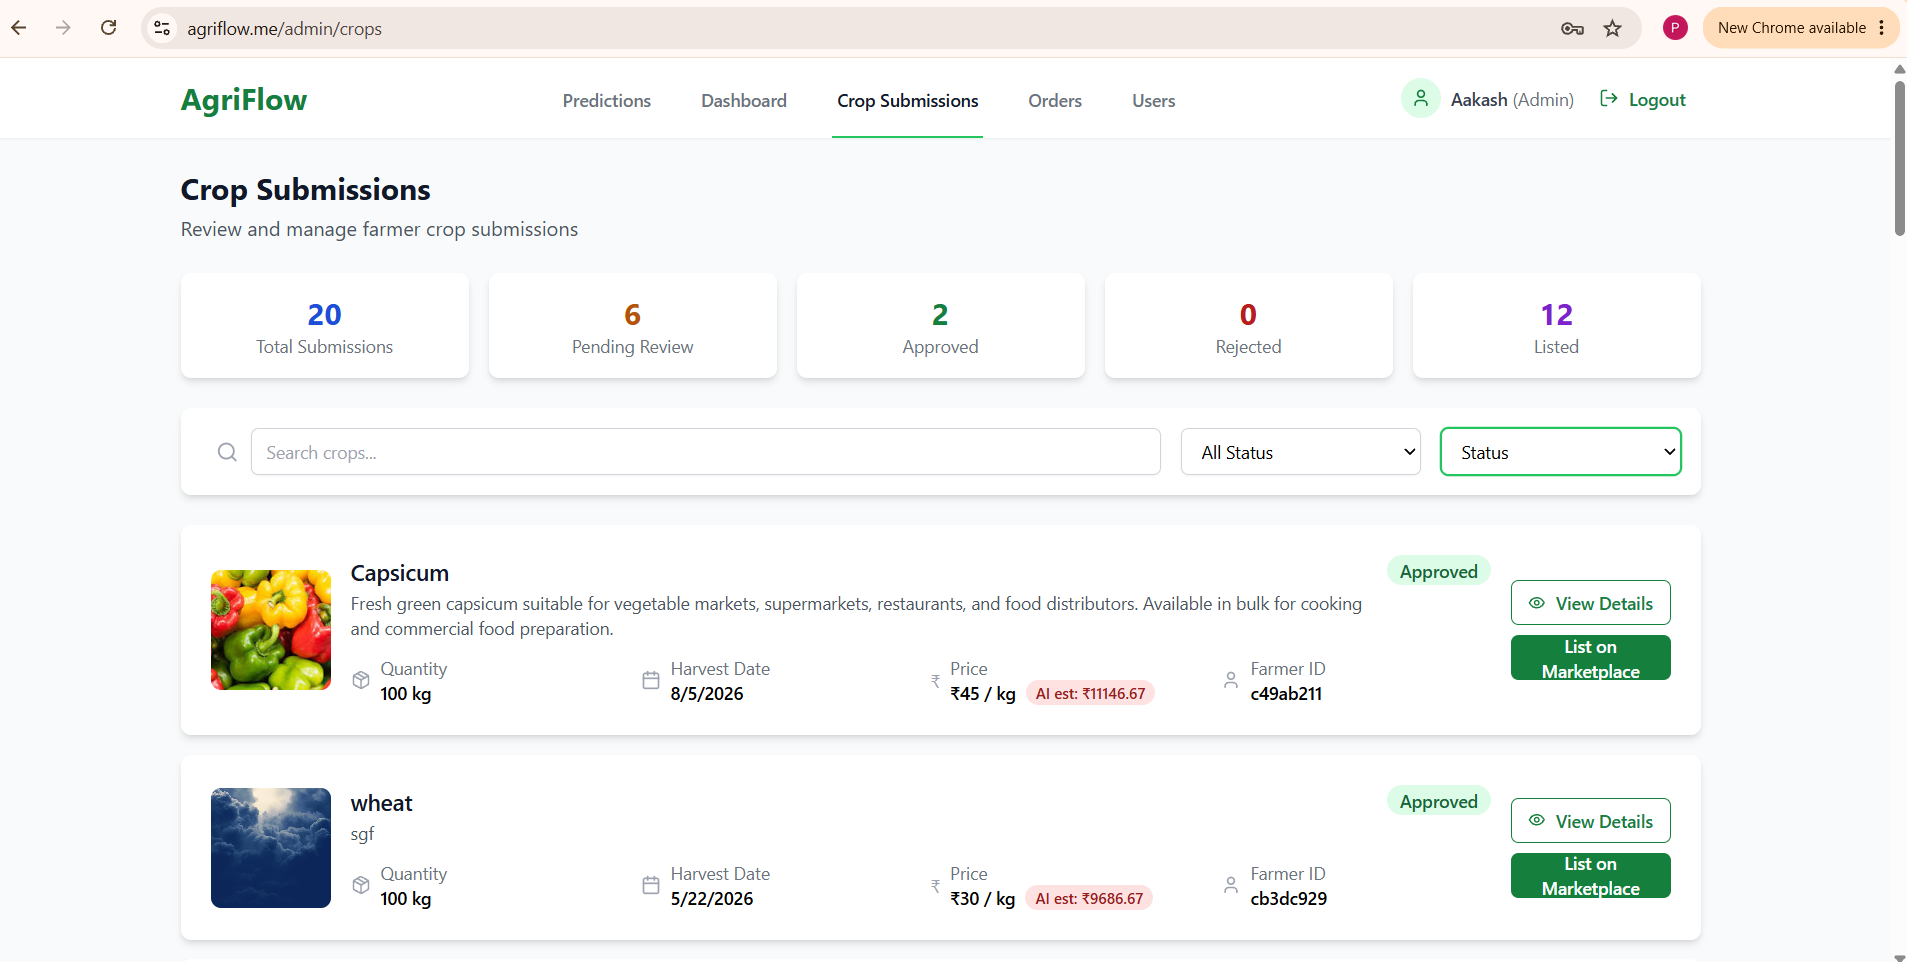 agriflow.me/admin/crops
P
New Chrome available
AgriFlow
Predictions
Dashboard
Crop Submissions
Orders
Users
Aakash (Admin)
Logout
Crop Submissions
Review and manage farmer crop submissions
20
Total Submissions
6
Pending Review
2
Approved
0
Rejected
12
Listed
Search crops...
All Status
Status
Capsicum
Approved
Fresh green capsicum suitable for vegetable markets, supermarkets, restaurants, and food distributors. Available in bulk for cooking
and commercial food preparation.
Quantity
100 kg
Harvest Date
8/5/2026
₹
Price
₹45 / kg
AI est: ₹11146.67
Farmer ID
c49ab211
View Details
List on
Marketplace
wheat
Approved
sgf
Quantity
100 kg
Harvest Date
5/22/2026
₹
Price
₹30 / kg
AI est: ₹9686.67
Farmer ID
cb3dc929
View Details
List on
Marketplace